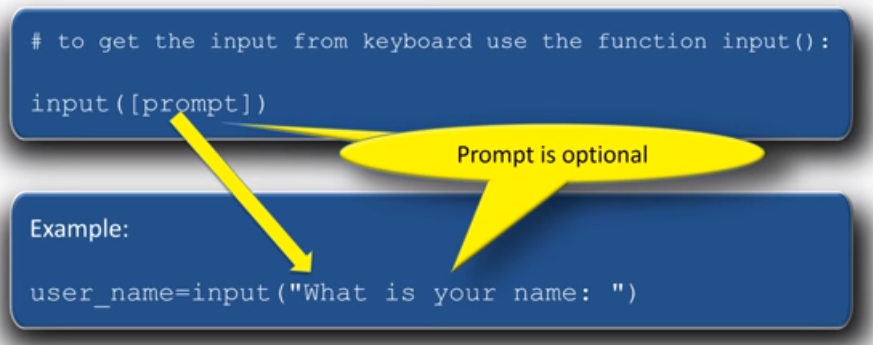 # to get the input from keyboard use the function input():
input([prompt])
Prompt is optional
Example:
user_name=input("What is your name: ")